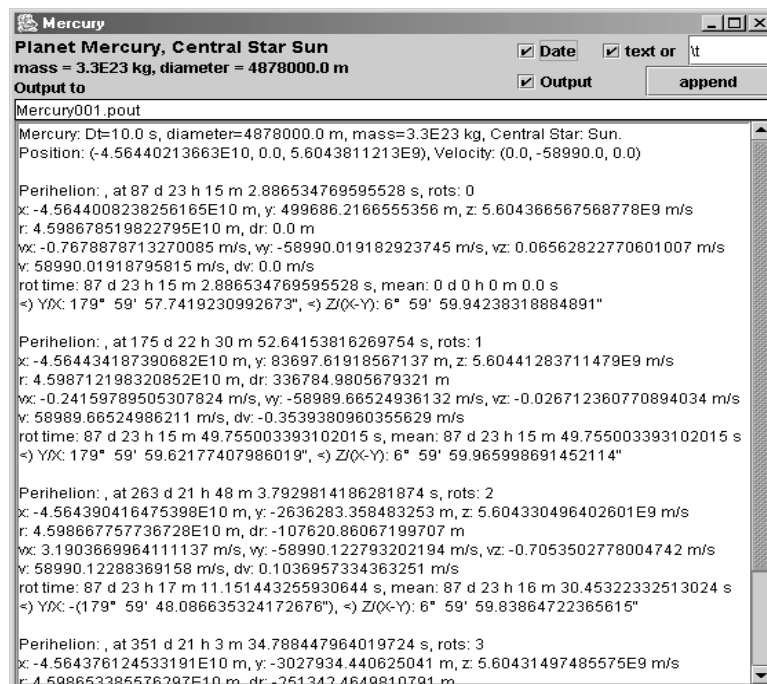 Mercury
Planet Mercury, Central Star Sun
mass = 3.3E23 kg, diameter = 4878000.0 m
Date
text or
\t
Output
append
Output to
Mercury001.pout
Mercury: Dt=10.0 s, diameter=4878000.0 m, mass=3.3E23 kg, Central Star: Sun.
Position: (-4.56440213663E10, 0.0, 5.6043811213E9), Velocity: (0.0, -58990.0, 0.0)
Perihelion: , at 87 d 23 h 15 m 2.886534769595528 s, rots: 0
x: -4.5644008238256165E10 m, y: 499686.2166555356 m, z: 5.604366567568778E9 m/s
r: 4.598678519822795E10 m, dr: 0.0 m
vx: -0.7678878713270085 m/s, vy: -58990.019182923745 m/s, vz: 0.06562822770601007 m/s
v: 58990.01918795815 m/s, dv: 0.0 m/s
rot time: 87 d 23 h 15 m 2.886534769595528 s, mean: 0 d 0 h 0 m 0.0 s
<) Y/X: 179° 59' 57.7419230992673", <) Z/(X-Y): 6° 59' 59.94238318884891"
Perihelion: , at 175 d 22 h 30 m 52.64153816269754 s, rots: 1
x: -4.564434187390682E10 m, y: 83697.61918567137 m, z: 5.60441283711479E9 m/s
r: 4.598712198320852E10 m, dr: 336784.9805679321 m
vx: -0.24159789505307824 m/s, vy: -58989.66524936132 m/s, vz: -0.026712360770894034 m/s
v: 58989.66524986211 m/s, dv: -0.3539380960355629 m/s
rot time: 87 d 23 h 15 m 49.755003393102015 s, mean: 87 d 23 h 15 m 49.755003393102015 s
<) Y/X: 179° 59' 59.62177407986019", <) Z/(X-Y): 6° 59' 59.965998691452114"
Perihelion: , at 263 d 21 h 48 m 3.7929814186281874 s, rots: 2
x: -4.564390416475398E10 m, y: -2636283.358483253 m, z: 5.604330496402601E9 m/s
r: 4.598667757736728E10 m, dr: -107620.86067199707 m
vx: 3.1903669964111137 m/s, vy: -58990.122793202194 m/s, vz: -0.7053502778004742 m/s
v: 58990.12288369158 m/s, dv: 0.1036957334363251 m/s
rot time: 87 d 23 h 17 m 11.151443255930644 s, mean: 87 d 23 h 16 m 30.45322332513024 s
<) Y/X: -(179° 59' 48.086635324172676"), <) Z/(X-Y): 6° 59' 59.83864722365615"
Perihelion: , at 351 d 21 h 3 m 34.788447964019724 s, rots: 3
x: -4.564376124533191E10 m, y: -3027934.440625041 m, z: 5.60431497485575E9 m/s
r: 4.598653385576297E10 m, dr: -251342.4649810791 m